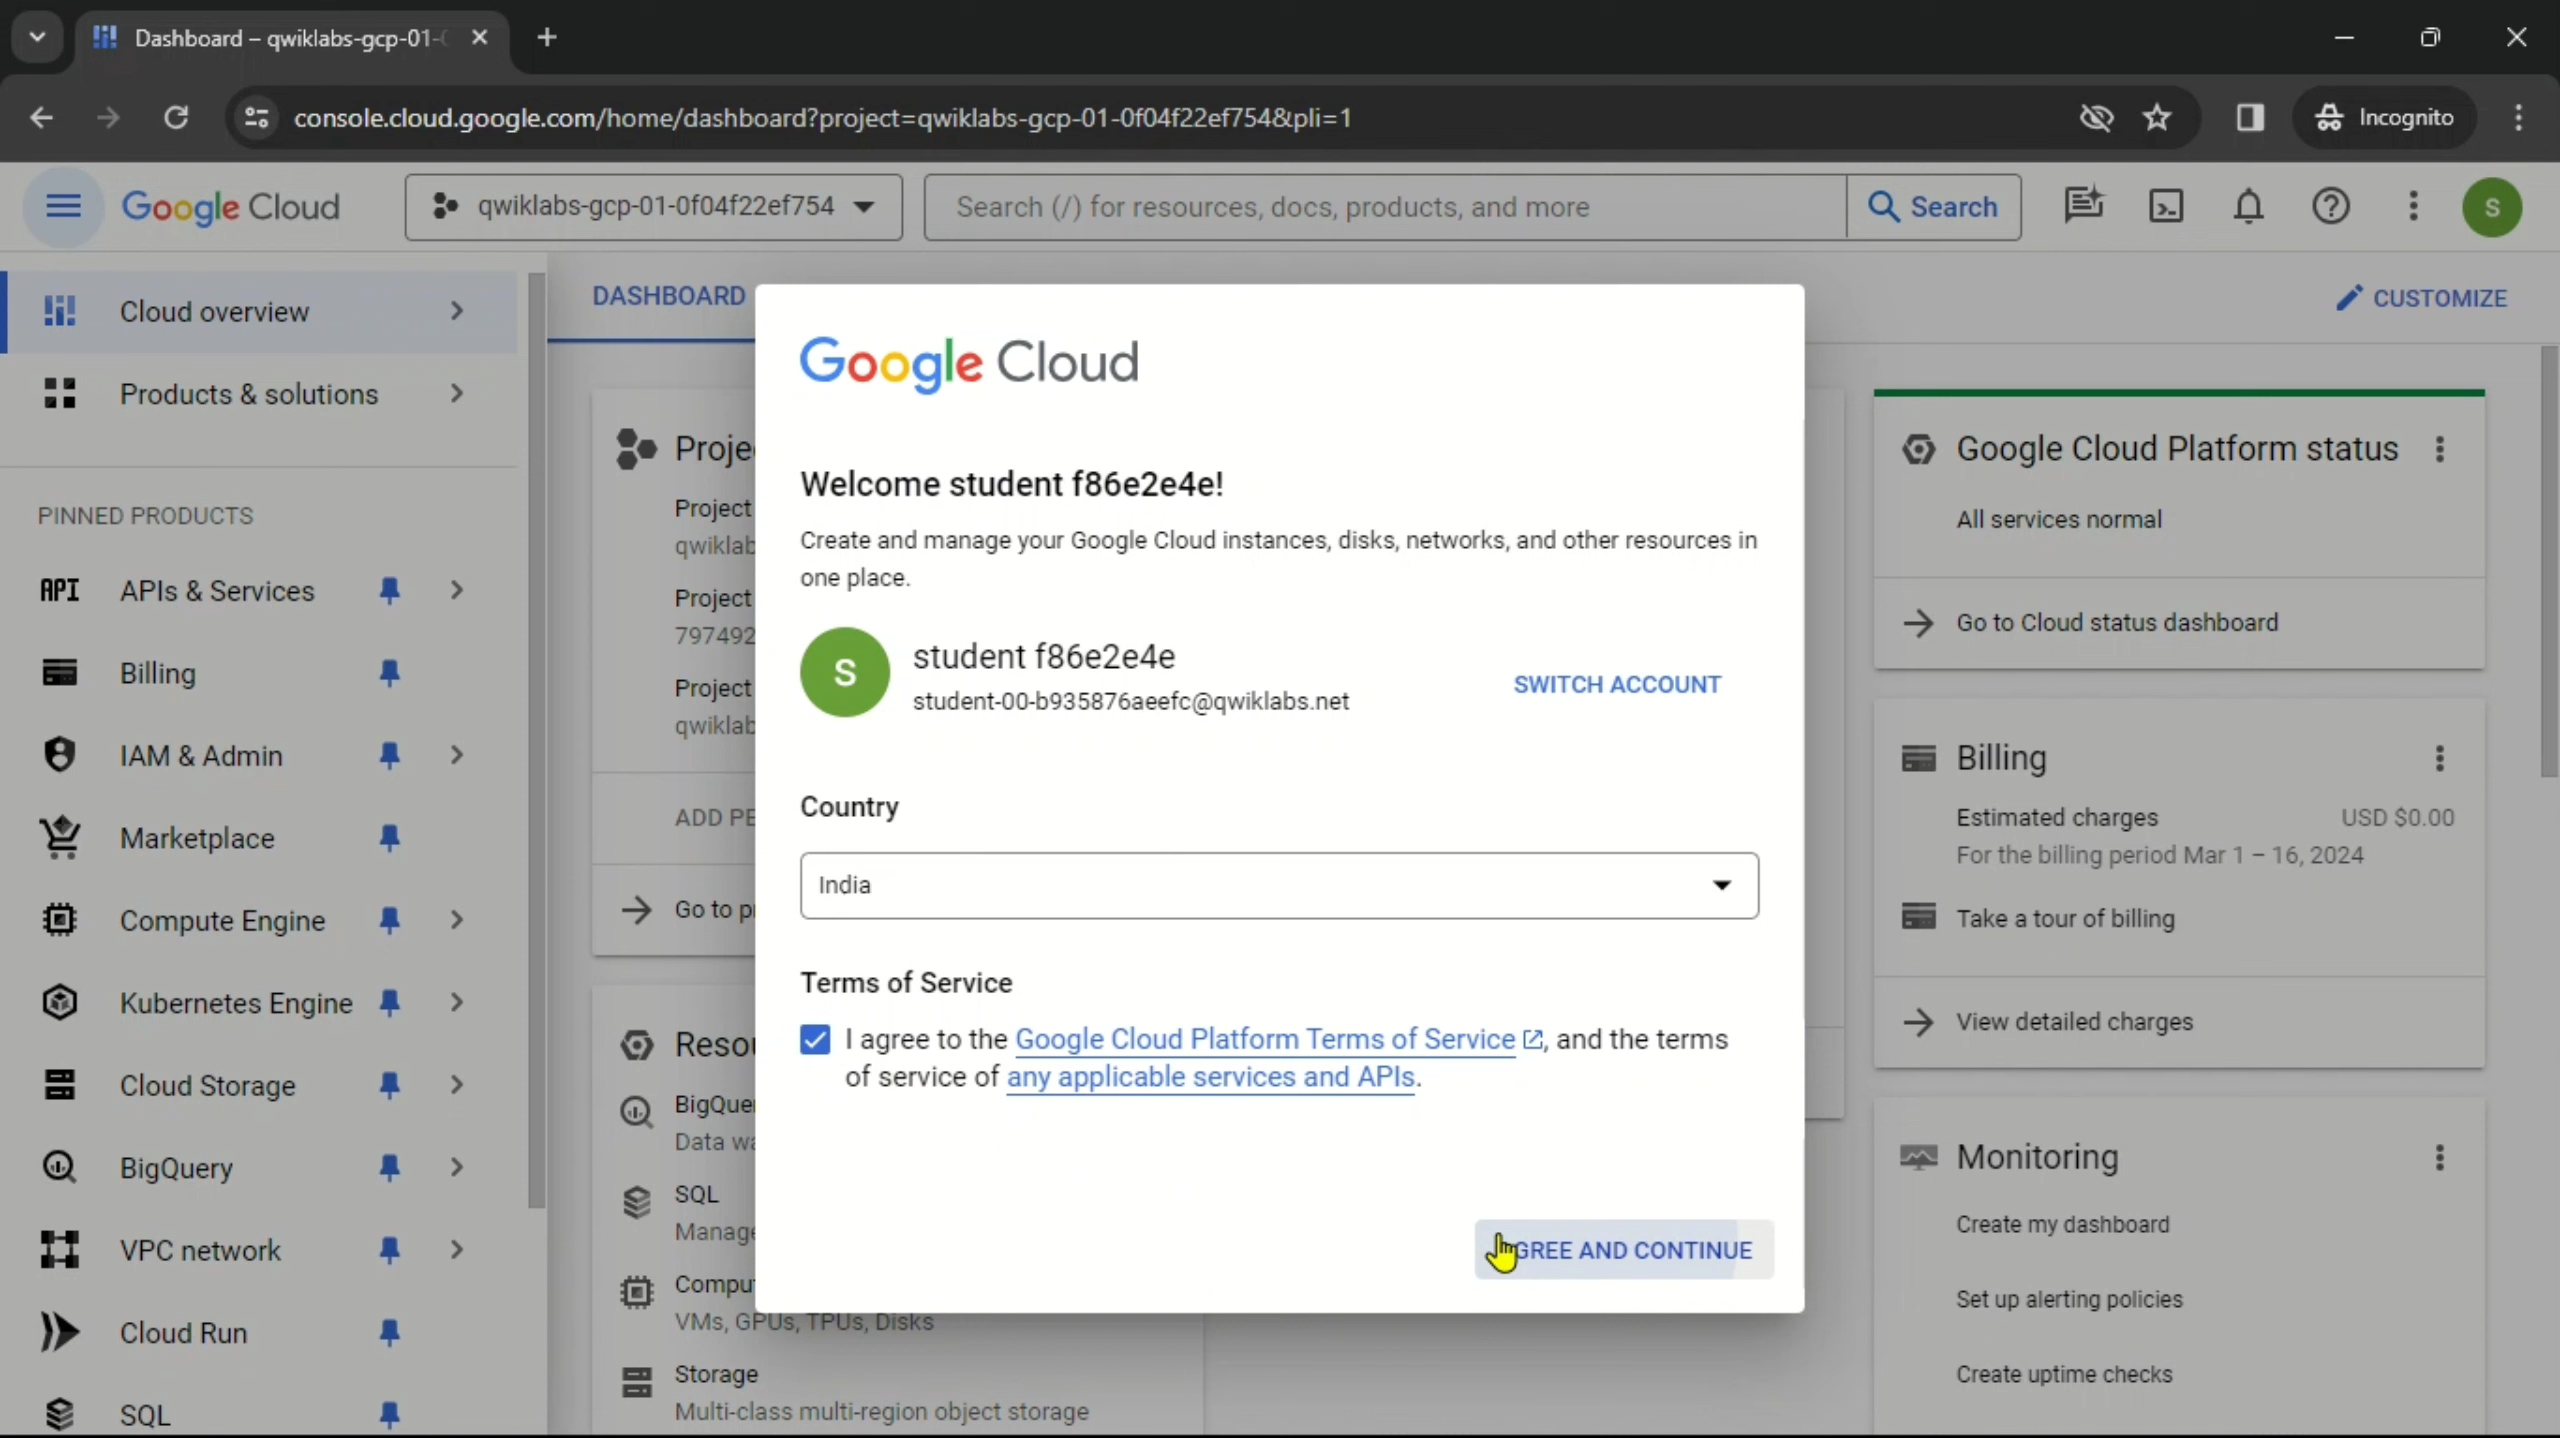 Dashboard – qwiklabs-gcp-01-
console.cloud.google.com/home/dashboard?project=qwiklabs-gcp-01-0f04f22ef754&pli=1
Incognito
Google Cloud
qwiklabs-gcp-01-0f04f22ef754
Search (/) for resources, docs, products, and more
Search
S
Cloud overview
Products & solutions
PINNED PRODUCTS
API APIs & Services
Billing
IAM & Admin
Marketplace
Compute Engine
Kubernetes Engine
Cloud Storage
BigQuery
VPC network
Cloud Run
SQL
DASHBOARD
CUSTOMIZE
Project
qwiklab
Project
797492
Project
qwiklab
ADD PE
Go to p
Resou
BigQue
Data wa
SQL
Manage
Compu
VMs, GPUs, TPUs, Disks
Storage
Multi-class multi-region object storage
Google Cloud
Welcome student f86e2e4e!
Create and manage your Google Cloud instances, disks, networks, and other resources in
one place.
S
student f86e2e4e
student-00-b935876aeefc@qwiklabs.net
SWITCH ACCOUNT
Country
India
Terms of Service
I agree to the Google Cloud Platform Terms of Service, and the terms
of service of any applicable services and APIs.
GREE AND CONTINUE
Google Cloud Platform status
All services normal
Go to Cloud status dashboard
Billing
Estimated charges USD $0.00
For the billing period Mar 1 – 16, 2024
Take a tour of billing
View detailed charges
Monitoring
Create my dashboard
Set up alerting policies
Create uptime checks